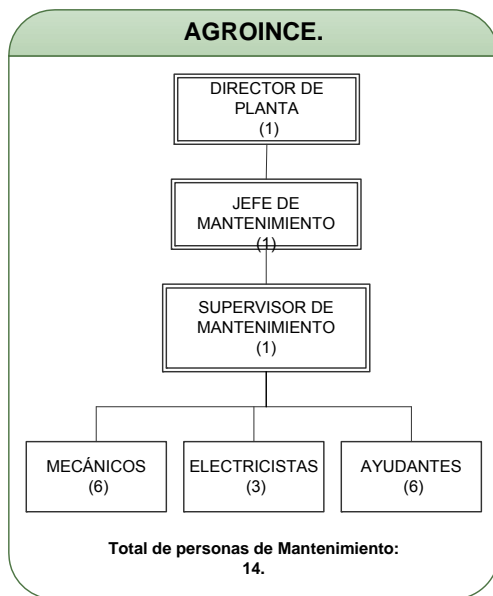 AGROINCE.
DIRECTOR DE
PLANTA
(1)
JEFE DE
MANTENIMIENTO
(1)
SUPERVISOR DE
MANTENIMIENTO
(1)
MECÁNICOS
(6)
ELECTRICISTAS
(3)
AYUDANTES
(6)
Total de personas de Mantenimiento:
14.